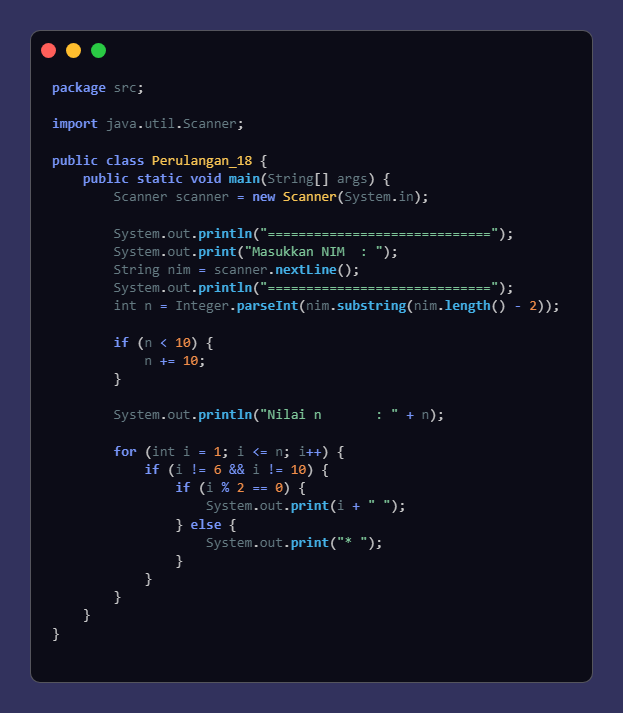 package src;
import java.util.Scanner;
public class Perulangan_18 {
    public static void main(String[] args) {
        Scanner scanner = new Scanner(System.in);
        System.out.println("=============================");
        System.out.print("Masukkan NIM  : ");
        String nim = scanner.nextLine();
        System.out.println("=============================");
        int n = Integer.parseInt(nim.substring(nim.length() - 2));
        if (n < 10) {
            n += 10;
        }
        System.out.println("Nilai n       : " + n);
        for (int i = 1; i <= n; i++) {
            if (i != 6 && i != 10) {
                if (i % 2 == 0) {
                    System.out.print(i + " ");
                } else {
                    System.out.print("* ");
                }
            }
        }
    }
}